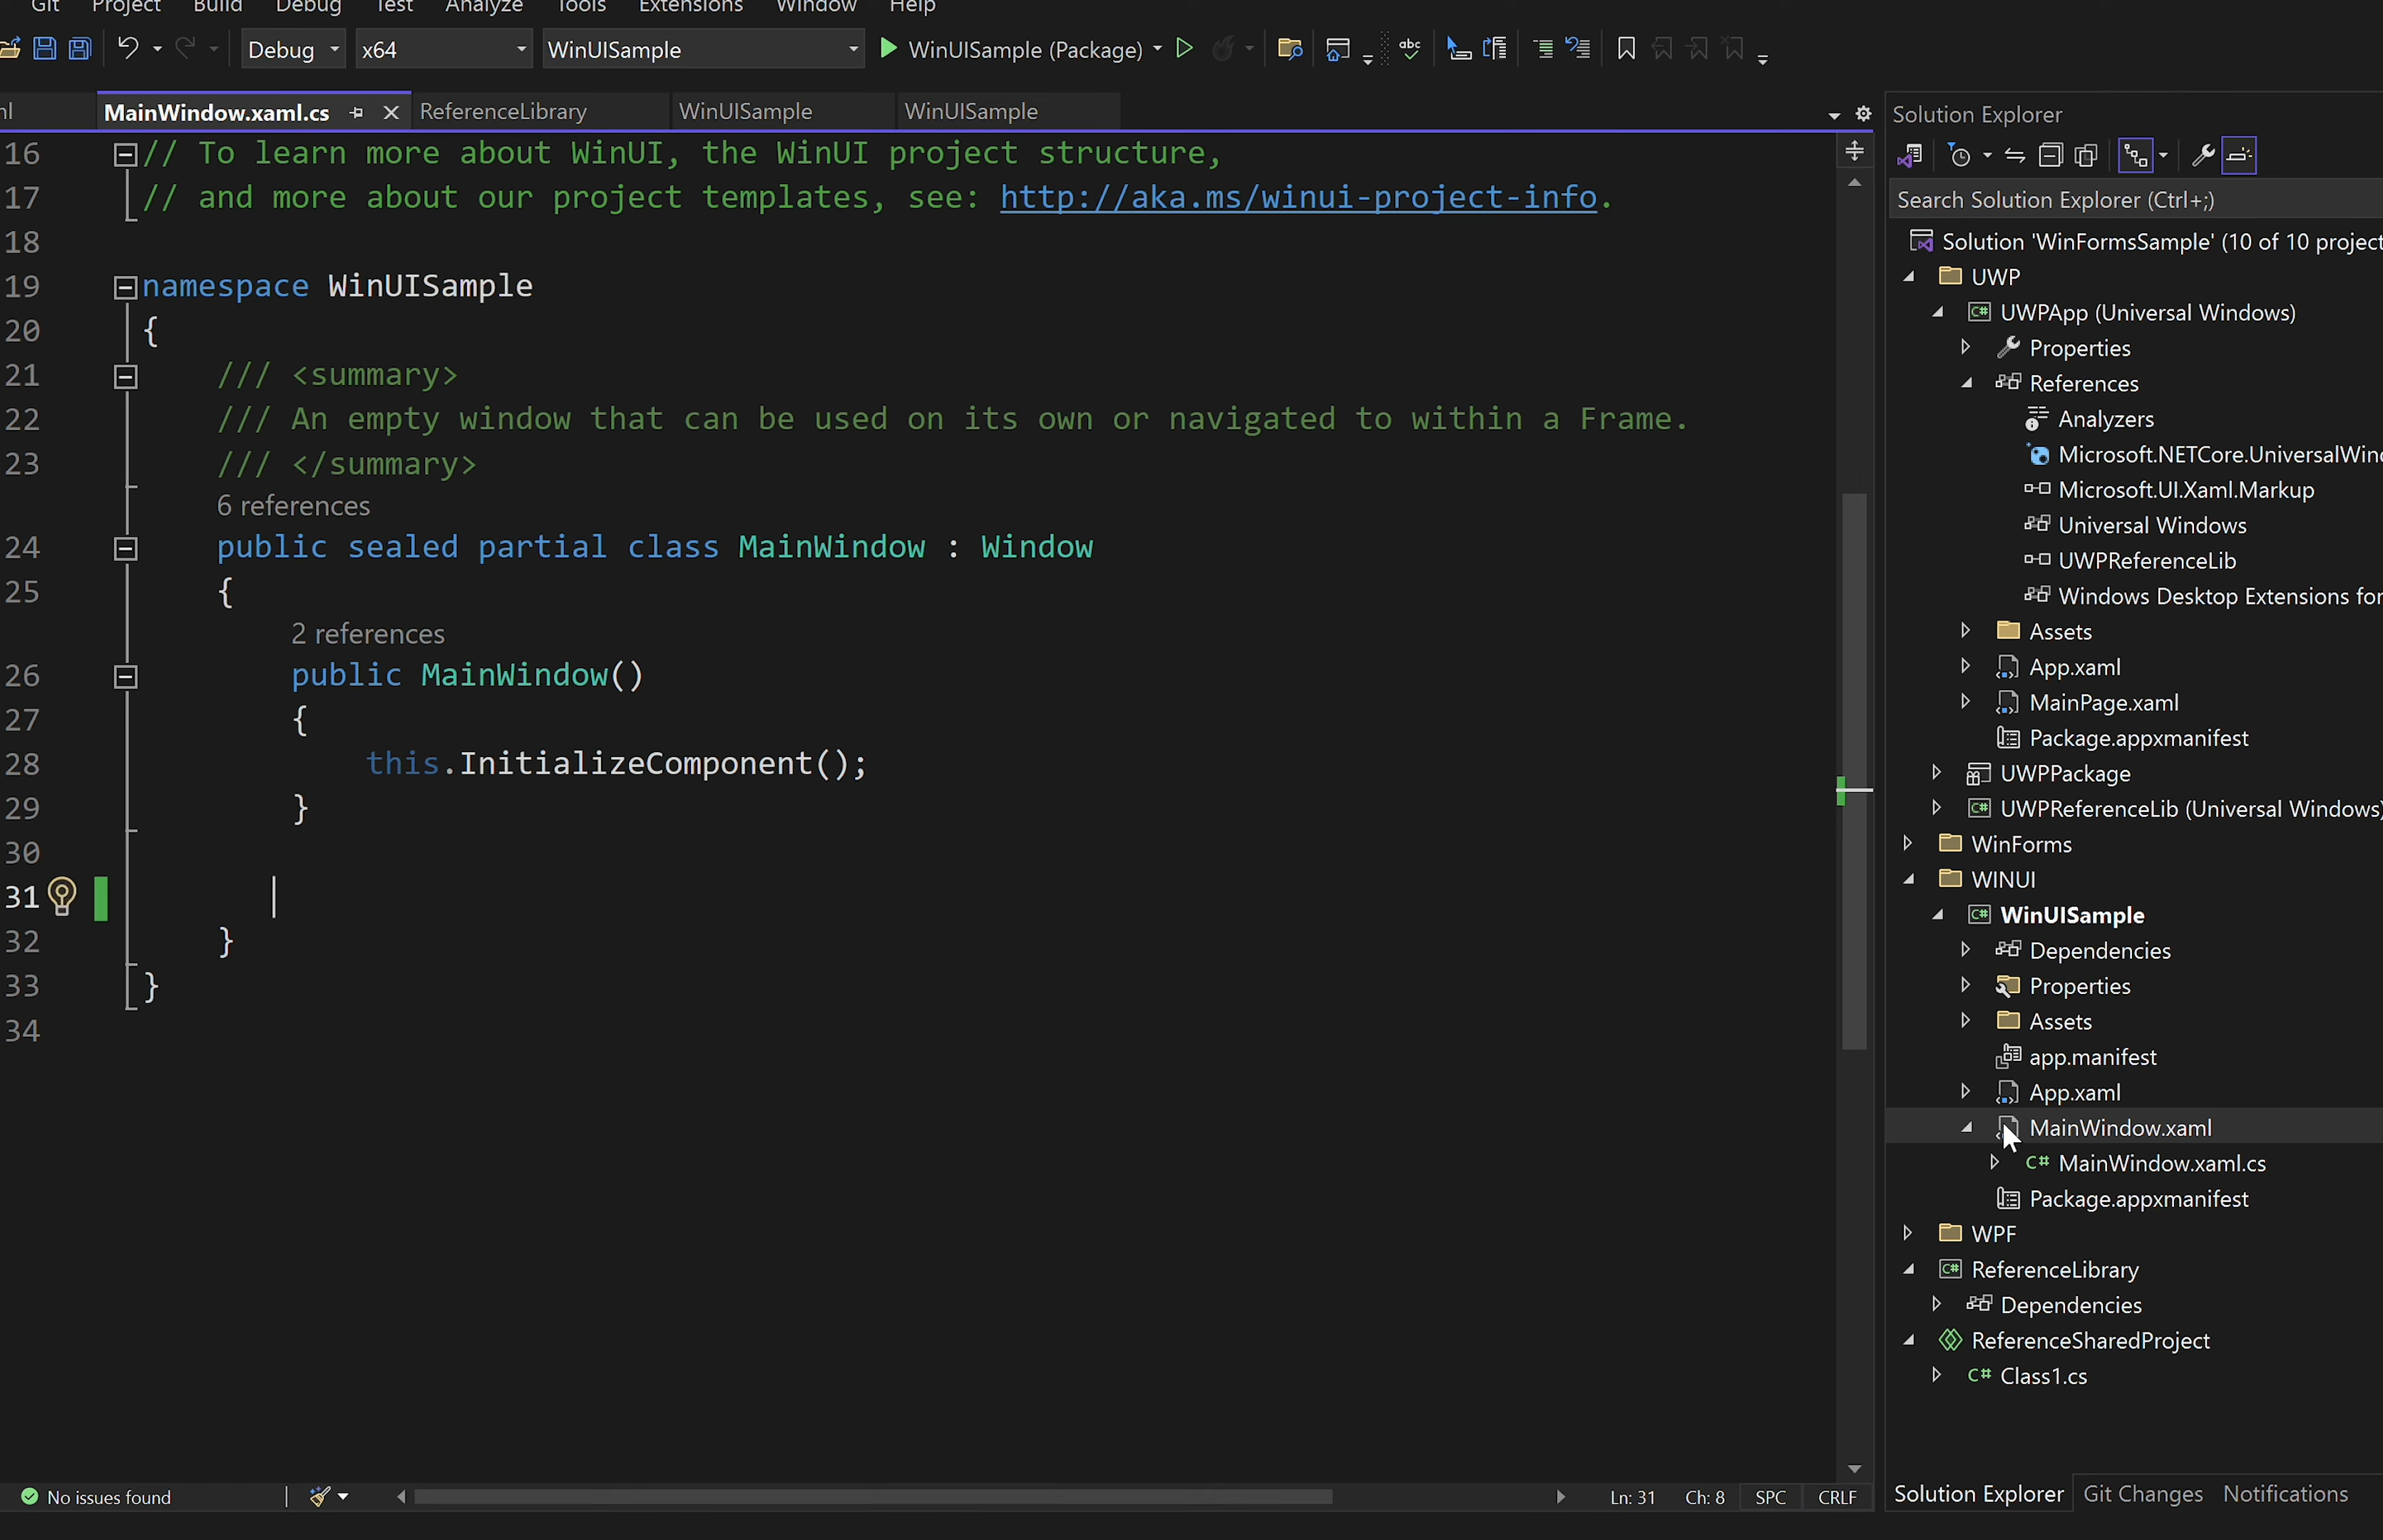 Git Project Build Debug Test Analyze Tools Extensions Window Help
Debug x64 WinUISample WinUISample (Package) abc
MainWindow.xaml.cs ReferenceLibrary WinUISample WinUISample
16 // To learn more about WinUI, the WinUI project structure,
17 // and more about our project templates, see: http://aka.ms/winui-project-info.
18
19 namespace WinUISample
20 {
21 /// <summary>
22 /// An empty window that can be used on its own or navigated to within a Frame.
23 /// </summary>
6 references
24 public sealed partial class MainWindow : Window
25 {
2 references
26 public MainWindow()
27 {
28 this.InitializeComponent();
29 }
30
31
32 }
33 }
34
No issues found Ln: 31 Ch: 8 SPC CRLF
Solution Explorer
Search Solution Explorer (Ctrl+;)
Solution 'WinFormsSample' (10 of 10 project
UWP
C# UWPApp (Universal Windows)
Properties
References
Analyzers
Microsoft.NETCore.UniversalWin
Microsoft.UI.Xaml.Markup
Universal Windows
UWPReferenceLib
Windows Desktop Extensions for
Assets
App.xaml
MainPage.xaml
Package.appxmanifest
UWPPackage
C# UWPReferenceLib (Universal Windows)
WinForms
WINUI
C# WinUISample
Dependencies
Properties
Assets
app.manifest
App.xaml
MainWindow.xaml
C# MainWindow.xaml.cs
Package.appxmanifest
WPF
C# ReferenceLibrary
Dependencies
ReferenceSharedProject
C# Class1.cs
Solution Explorer Git Changes Notifications